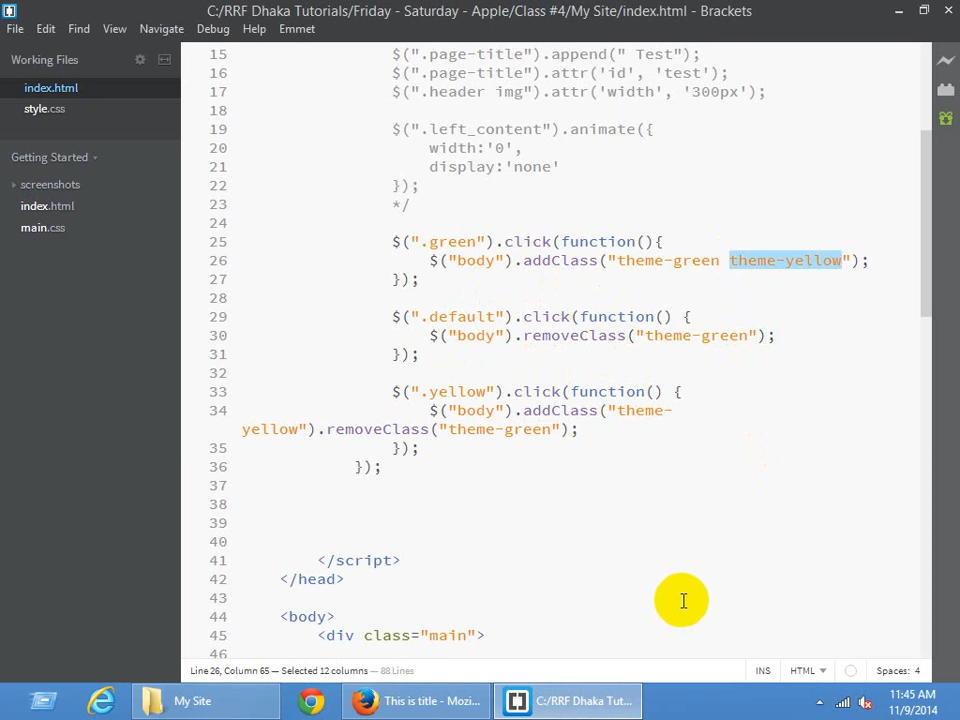 C:/RRF Dhaka Tutorials/Friday - Saturday - Apple/Class #4/My Site/index.html - Brackets
File Edit Find View Navigate Debug Help Emmet
Working Files
index.html
style.css
Getting Started
screenshots
index.html
main.css
15 $(".page-title").append(" Test");
16 $(".page-title").attr('id', 'test');
17 $(".header img").attr('width', '300px');
18
19 $(".left_content").animate({
20 width:'0',
21 display:'none'
22 });
23 */
24
25 $(".green").click(function(){
26 $("body").addClass("theme-green theme-yellow");
27 });
28
29 $(".default").click(function() {
30 $("body").removeClass("theme-green");
31 });
32
33 $(".yellow").click(function() {
34 $("body").addClass("theme-
yellow").removeClass("theme-green");
35 });
36 });
37
38
39
40
41 </script>
42 </head>
43
44 <body>
45 <div class="main">
46
Line 26, Column 65 — Selected 12 columns — 88 Lines
INS HTML Spaces: 4
My Site
This is title - Mozi...
C:/RRF Dhaka Tut...
11:45 AM
11/9/2014